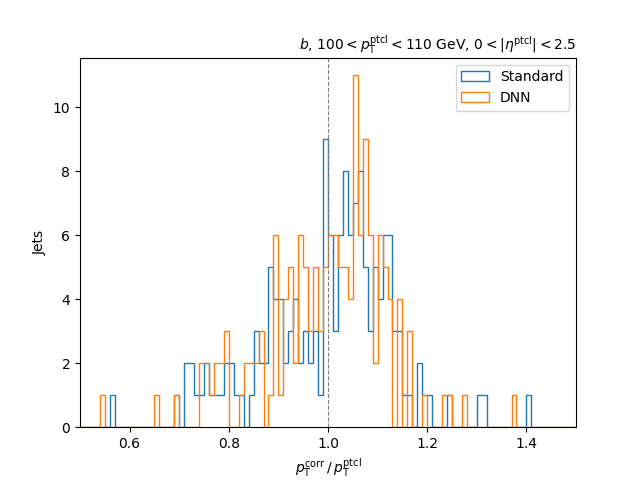 b, 100 < p_T^ptcl < 110 GeV, 0 < |η^ptcl| < 2.5
Standard
DNN
10
8
6
4
2
0
Jets
0.6 0.8 1.0 1.2 1.4
p_T^corr / p_T^ptcl